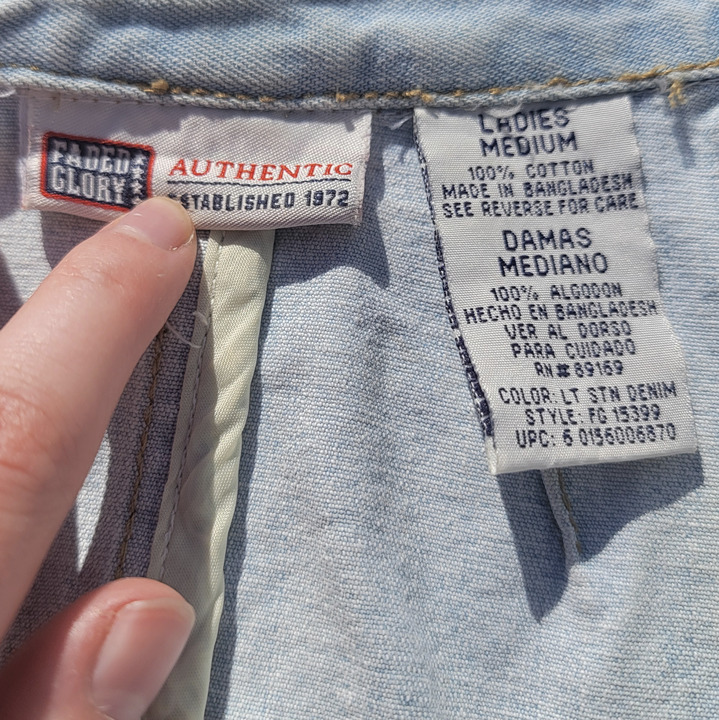 FADED
GLORY
AUTHENTIC
ESTABLISHED 1972
LADIES
MEDIUM
100% COTTON
MADE IN BANGLADESH
SEE REVERSE FOR CARE
DAMAS
MEDIANO
100% ALGODON
HECHO EN BANGLADESH
VER AL DORSO
PARA CUIDADO
RN# 89169
COLOR: LT STN DENIM
STYLE: FG 15399
UPC: 6 0156006870